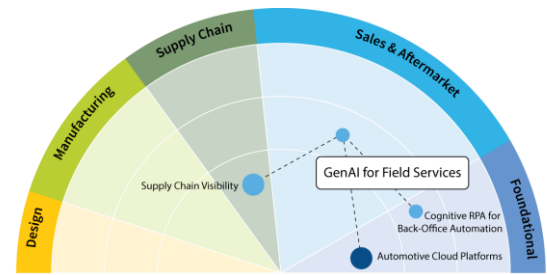 Design
Manufacturing
Supply Chain
Sales & Aftermarket
Foundational
Supply Chain Visibility
GenAI for Field Services
Cognitive RPA for
Back-Office Automation
Automotive Cloud Platforms